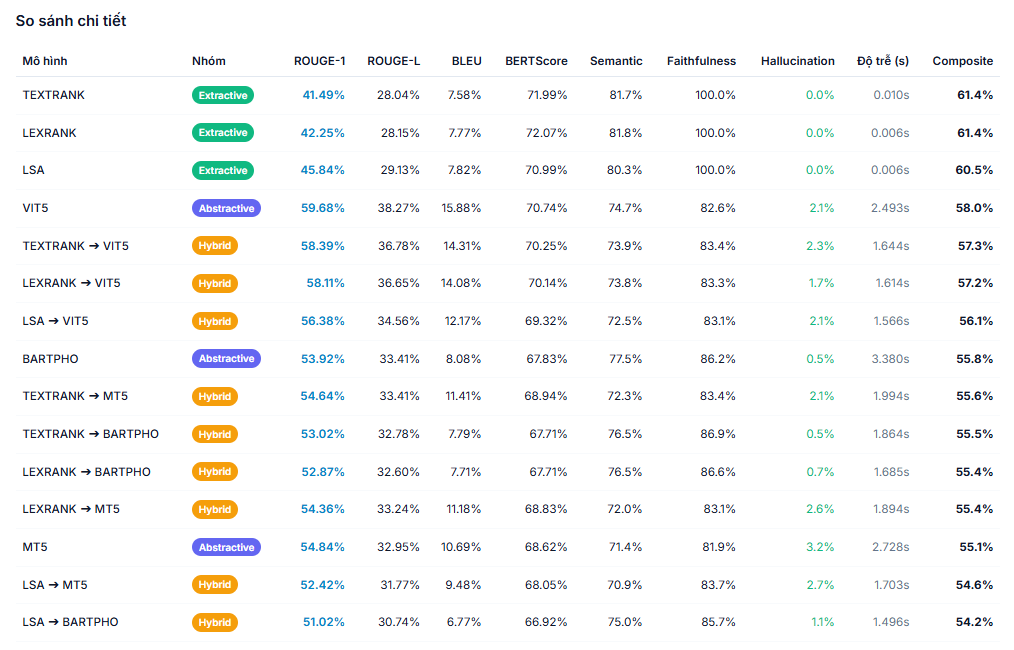 So sánh chi tiết
Mô hình Nhóm ROUGE-1 ROUGE-L BLEU BERTScore Semantic Faithfulness Hallucination Độ trễ (s) Composite
TEXTRANK Extractive 41.49% 28.04% 7.58% 71.99% 81.7% 100.0% 0.0% 0.010s 61.4%
LEXRANK Extractive 42.25% 28.15% 7.77% 72.07% 81.8% 100.0% 0.0% 0.006s 61.4%
LSA Extractive 45.84% 29.13% 7.82% 70.99% 80.3% 100.0% 0.0% 0.006s 60.5%
VIT5 Abstractive 59.68% 38.27% 15.88% 70.74% 74.7% 82.6% 2.1% 2.493s 58.0%
TEXTRANK ➔ VIT5 Hybrid 58.39% 36.78% 14.31% 70.25% 73.9% 83.4% 2.3% 1.644s 57.3%
LEXRANK ➔ VIT5 Hybrid 58.11% 36.65% 14.08% 70.14% 73.8% 83.3% 1.7% 1.614s 57.2%
LSA ➔ VIT5 Hybrid 56.38% 34.56% 12.17% 69.32% 72.5% 83.1% 2.1% 1.566s 56.1%
BARTPHO Abstractive 53.92% 33.41% 8.08% 67.83% 77.5% 86.2% 0.5% 3.380s 55.8%
TEXTRANK ➔ MT5 Hybrid 54.64% 33.41% 11.41% 68.94% 72.3% 83.4% 2.1% 1.994s 55.6%
TEXTRANK ➔ BARTPHO Hybrid 53.02% 32.78% 7.79% 67.71% 76.5% 86.9% 0.5% 1.864s 55.5%
LEXRANK ➔ BARTPHO Hybrid 52.87% 32.60% 7.71% 67.71% 76.5% 86.6% 0.7% 1.685s 55.4%
LEXRANK ➔ MT5 Hybrid 54.36% 33.24% 11.18% 68.83% 72.0% 83.1% 2.6% 1.894s 55.4%
MT5 Abstractive 54.84% 32.95% 10.69% 68.62% 71.4% 81.9% 3.2% 2.728s 55.1%
LSA ➔ MT5 Hybrid 52.42% 31.77% 9.48% 68.05% 70.9% 83.7% 2.7% 1.703s 54.6%
LSA ➔ BARTPHO Hybrid 51.02% 30.74% 6.77% 66.92% 75.0% 85.7% 1.1% 1.496s 54.2%